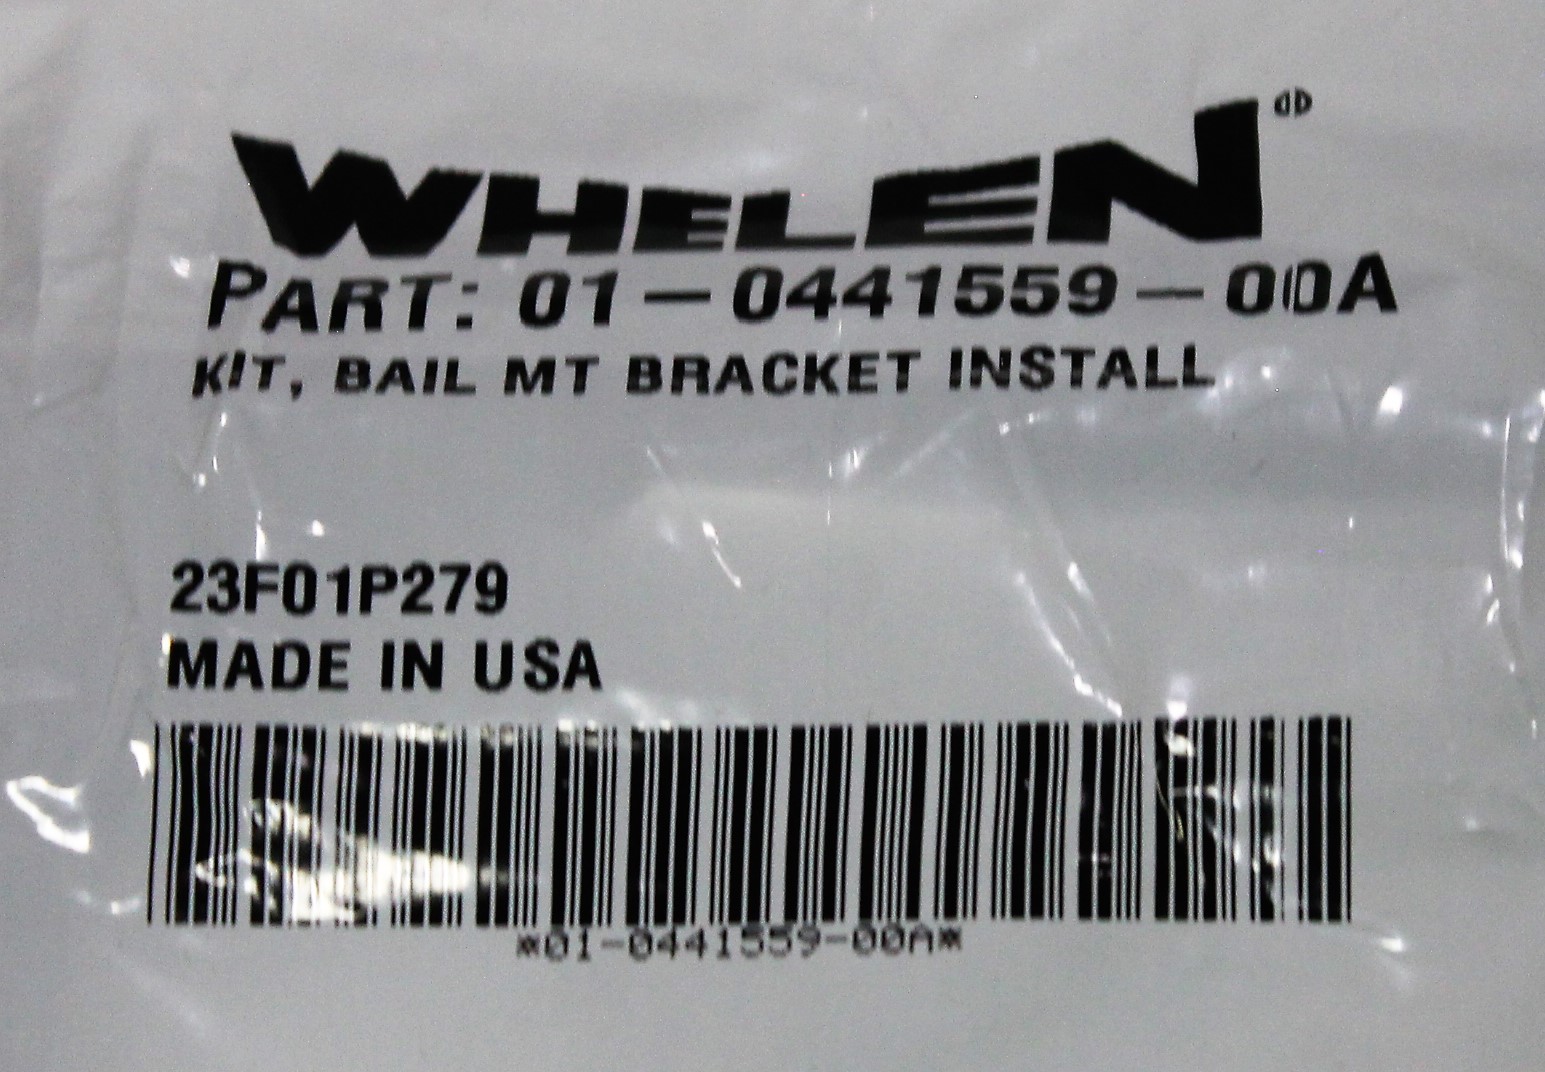 WHELEN®
PART: 01-0441559-00A
KIT, BAIL MT BRACKET INSTALL
23F01P279
MADE IN USA
*01-0441559-00A*